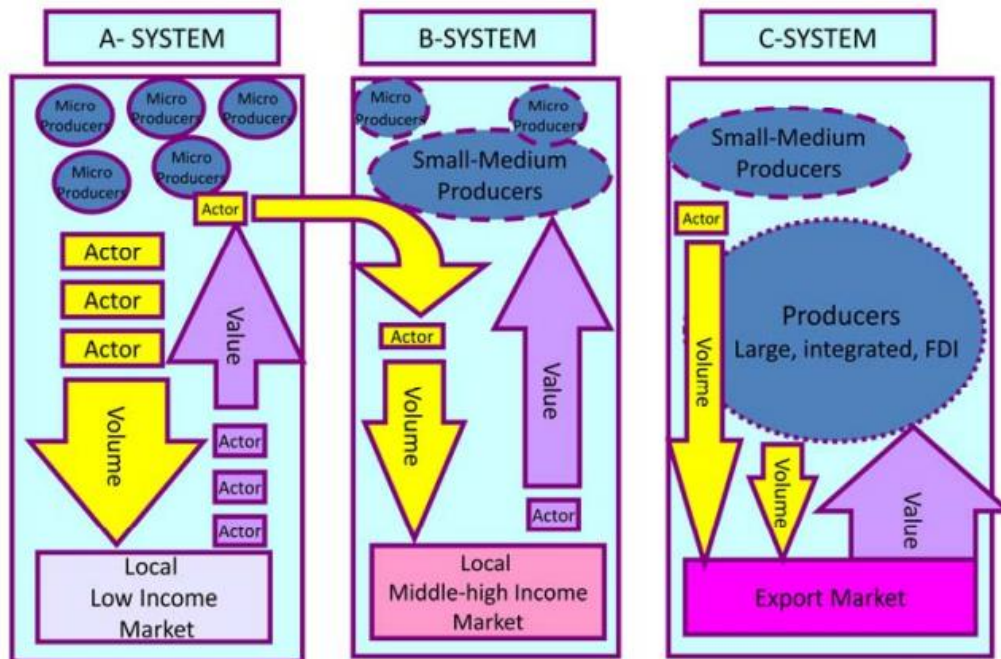 A- SYSTEM
Micro
Producers
Micro
Producers
Micro
Producers
Micro
Producers
Micro
Producers
Actor
Actor
Actor
Actor
Value
Volume
Actor
Actor
Actor
Local
Low Income
Market
B-SYSTEM
Micro
Producers
Micro
Producers
Small-Medium
Producers
Actor
Volume
Value
Actor
Local
Middle-high Income
Market
C-SYSTEM
Small-Medium
Producers
Actor
Producers
Large, integrated, FDI
Volume
Volume
Value
Export Market